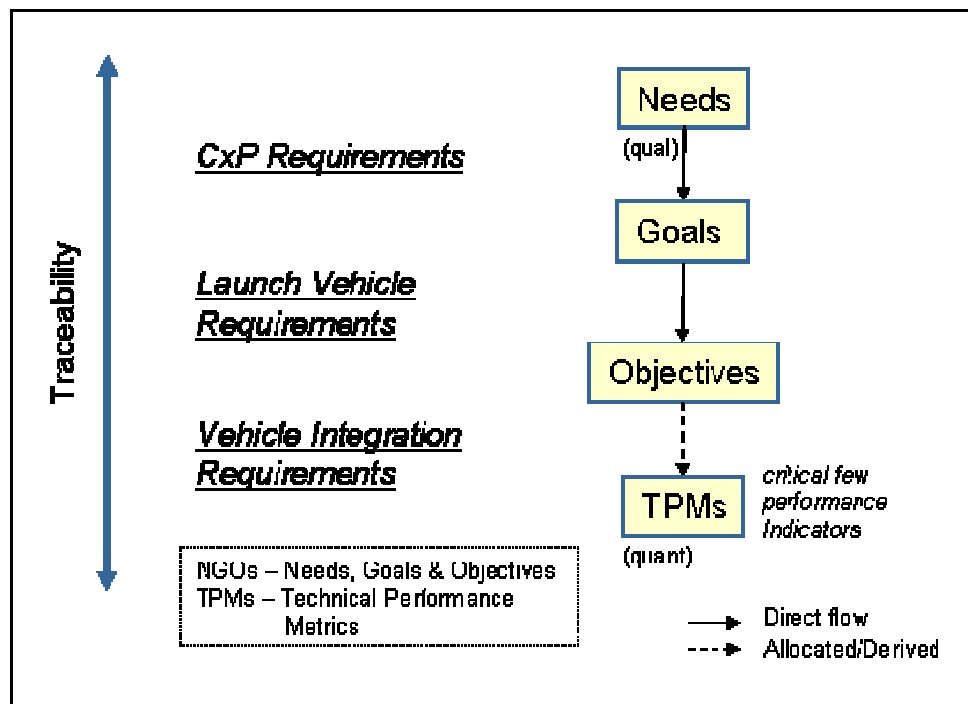 Traceability
CxP Requirements
Launch Vehicle
Requirements
Vehicle Integration
Requirements
Needs
(qual)
Goals
Objectives
TPMs
(quant)
critical few
performance
Indicators
NGOs – Needs, Goals & Objectives
TPMs – Technical Performance
Metrics
Direct flow
Allocated/Derived